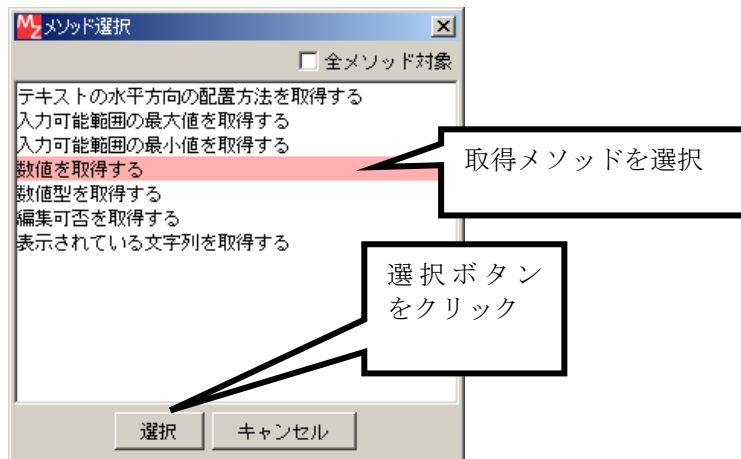 Mz メソッド選択
全メソッド対象
テキストの水平方向の配置方法を取得する
入力可能範囲の最大値を取得する
入力可能範囲の最小値を取得する
数値を取得する
数値型を取得する
編集可否を取得する
表示されている文字列を取得する
取得メソッドを選択
選択ボタン
をクリック
選択
キャンセル